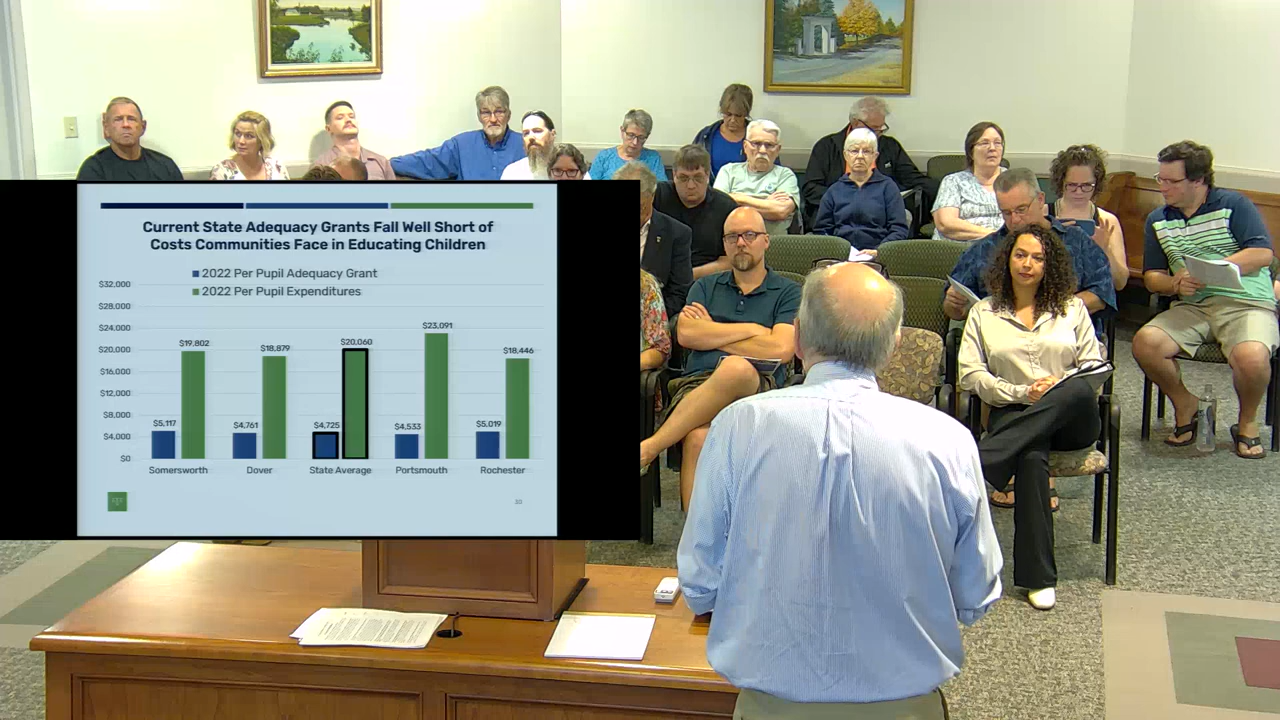 Current State Adequacy Grants Fall Well Short of
Costs Communities Face in Educating Children
2022 Per Pupil Adequacy Grant
2022 Per Pupil Expenditures
$32,000
$28,000
$24,000
$20,000
$16,000
$12,000
$8,000
$4,000
$0
$5,117
$19,802
$4,761
$18,879
$4,725
$20,060
$4,533
$23,091
$5,019
$18,446
Somersworth
Dover
State Average
Portsmouth
Rochester